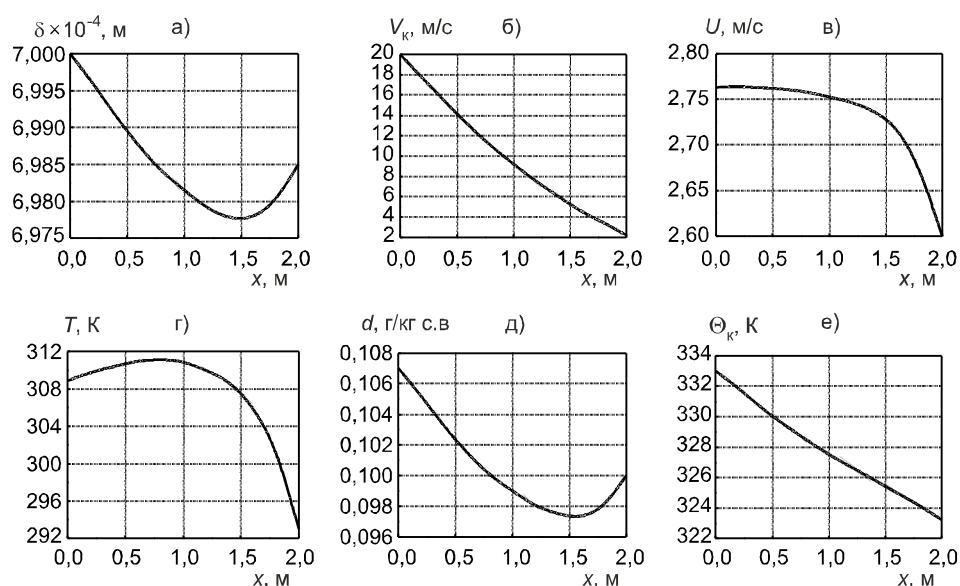 δ×10⁻⁴, м а)
7,000
6,995
6,990
6,985
6,980
6,975
0,0 0,5 1,0 1,5 2,0
x, м
Vк, м/с б)
20
18
16
14
12
10
8
6
4
2
0,0 0,5 1,0 1,5 2,0
x, м
U, м/с в)
2,80
2,75
2,70
2,65
2,60
0,0 0,5 1,0 1,5 2,0
x, м
T, К г)
312
308
304
300
296
292
0,0 0,5 1,0 1,5 2,0
x, м
d, г/кг с.в д)
0,108
0,106
0,104
0,102
0,100
0,098
0,096
0,0 0,5 1,0 1,5 2,0
x, м
Θк, К е)
334
332
330
328
326
324
322
0,0 0,5 1,0 1,5 2,0
x, м